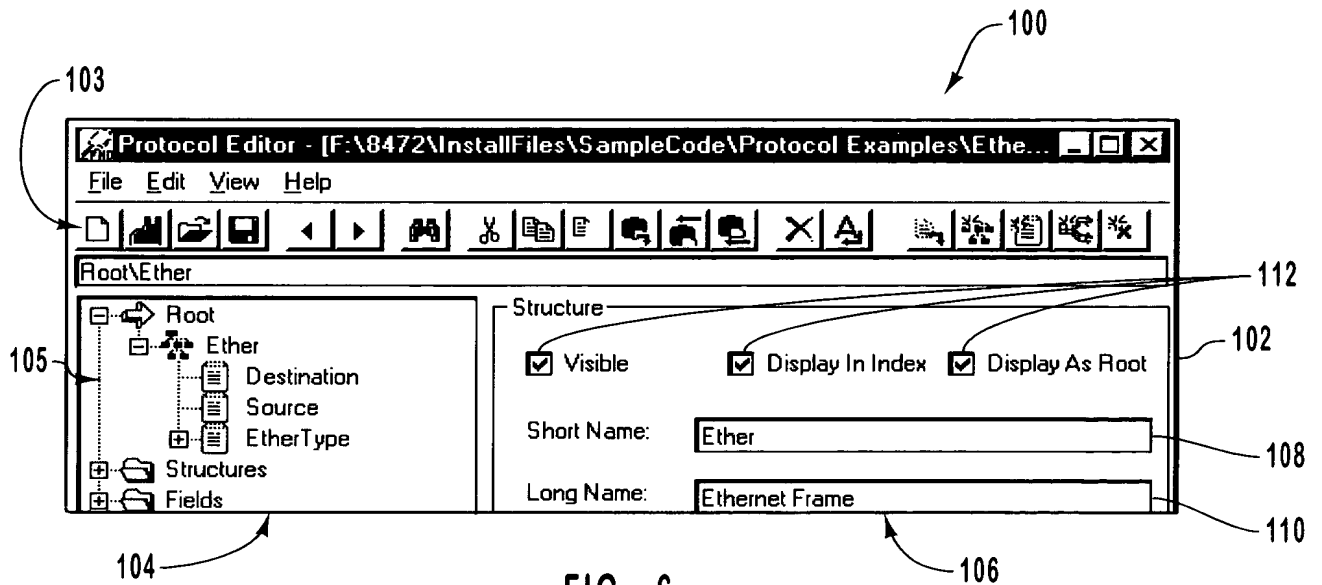 100
103
Protocol Editor - [F:\8472\InstallFiles\SampleCode\Protocol Examples\Ethe...
File Edit View Help
Root\Ether
112
Root
Structure
Ether
Visible
Display In Index
Display As Root
102
105
Destination
Source
Short Name:
Ether
EtherType
108
Structures
Long Name:
Ethernet Frame
Fields
110
104
106